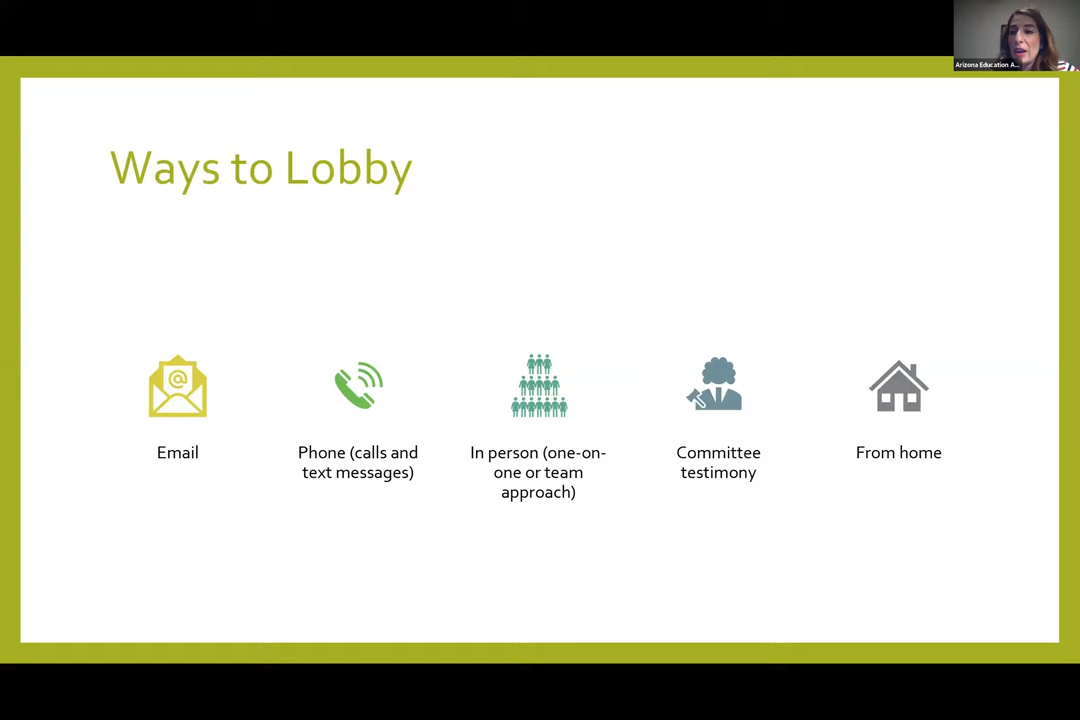 Arizona Education A...
Ways to Lobby
@
Email
Phone (calls and
text messages)
In person (one-on-
one or team
approach)
Committee
testimony
From home